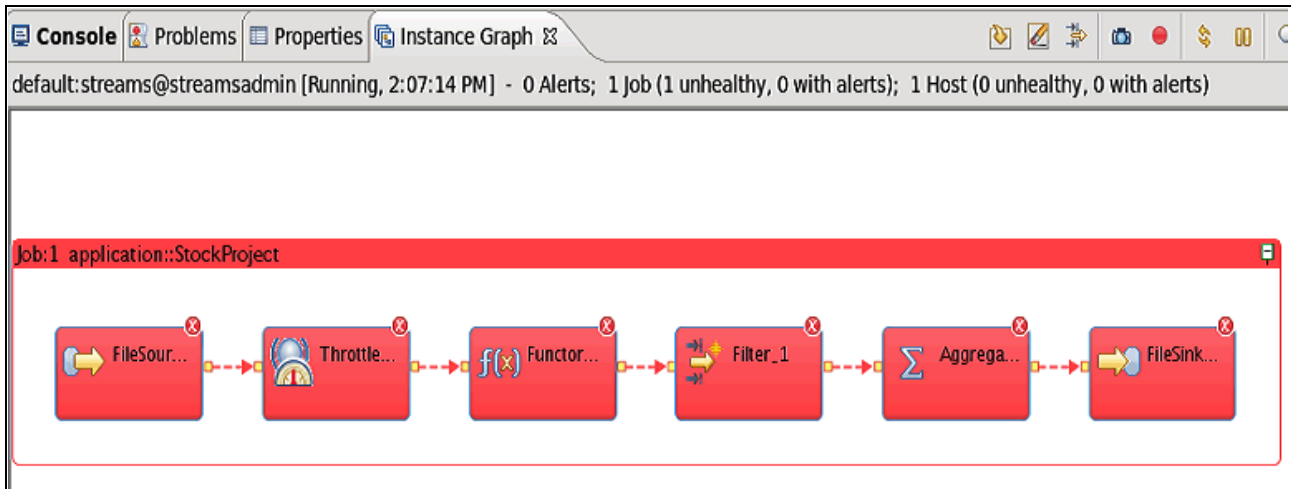 Console Problems Properties Instance Graph
default:streams@streamsadmin [Running, 2:07:14 PM] - 0 Alerts; 1 Job (1 unhealthy, 0 with alerts); 1 Host (0 unhealthy, 0 with alerts)
Job:1 application::StockProject
FileSour... Throttle... f(x) Functor... Filter_1 Σ Aggrega... FileSink...